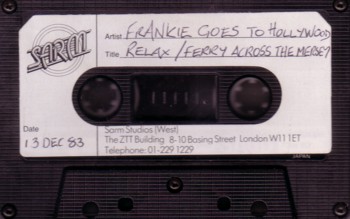 SARM
Artist FRANKIE GOES TO HOLLYWOOD
Title RELAX/FERRY ACROSS THE MERSEY
Date
13 DEC 83
Sarm Studios (West)
The ZTT Building 8-10 Basing Street London W11 1ET
Telephone: 01-229 1229
JAPAN